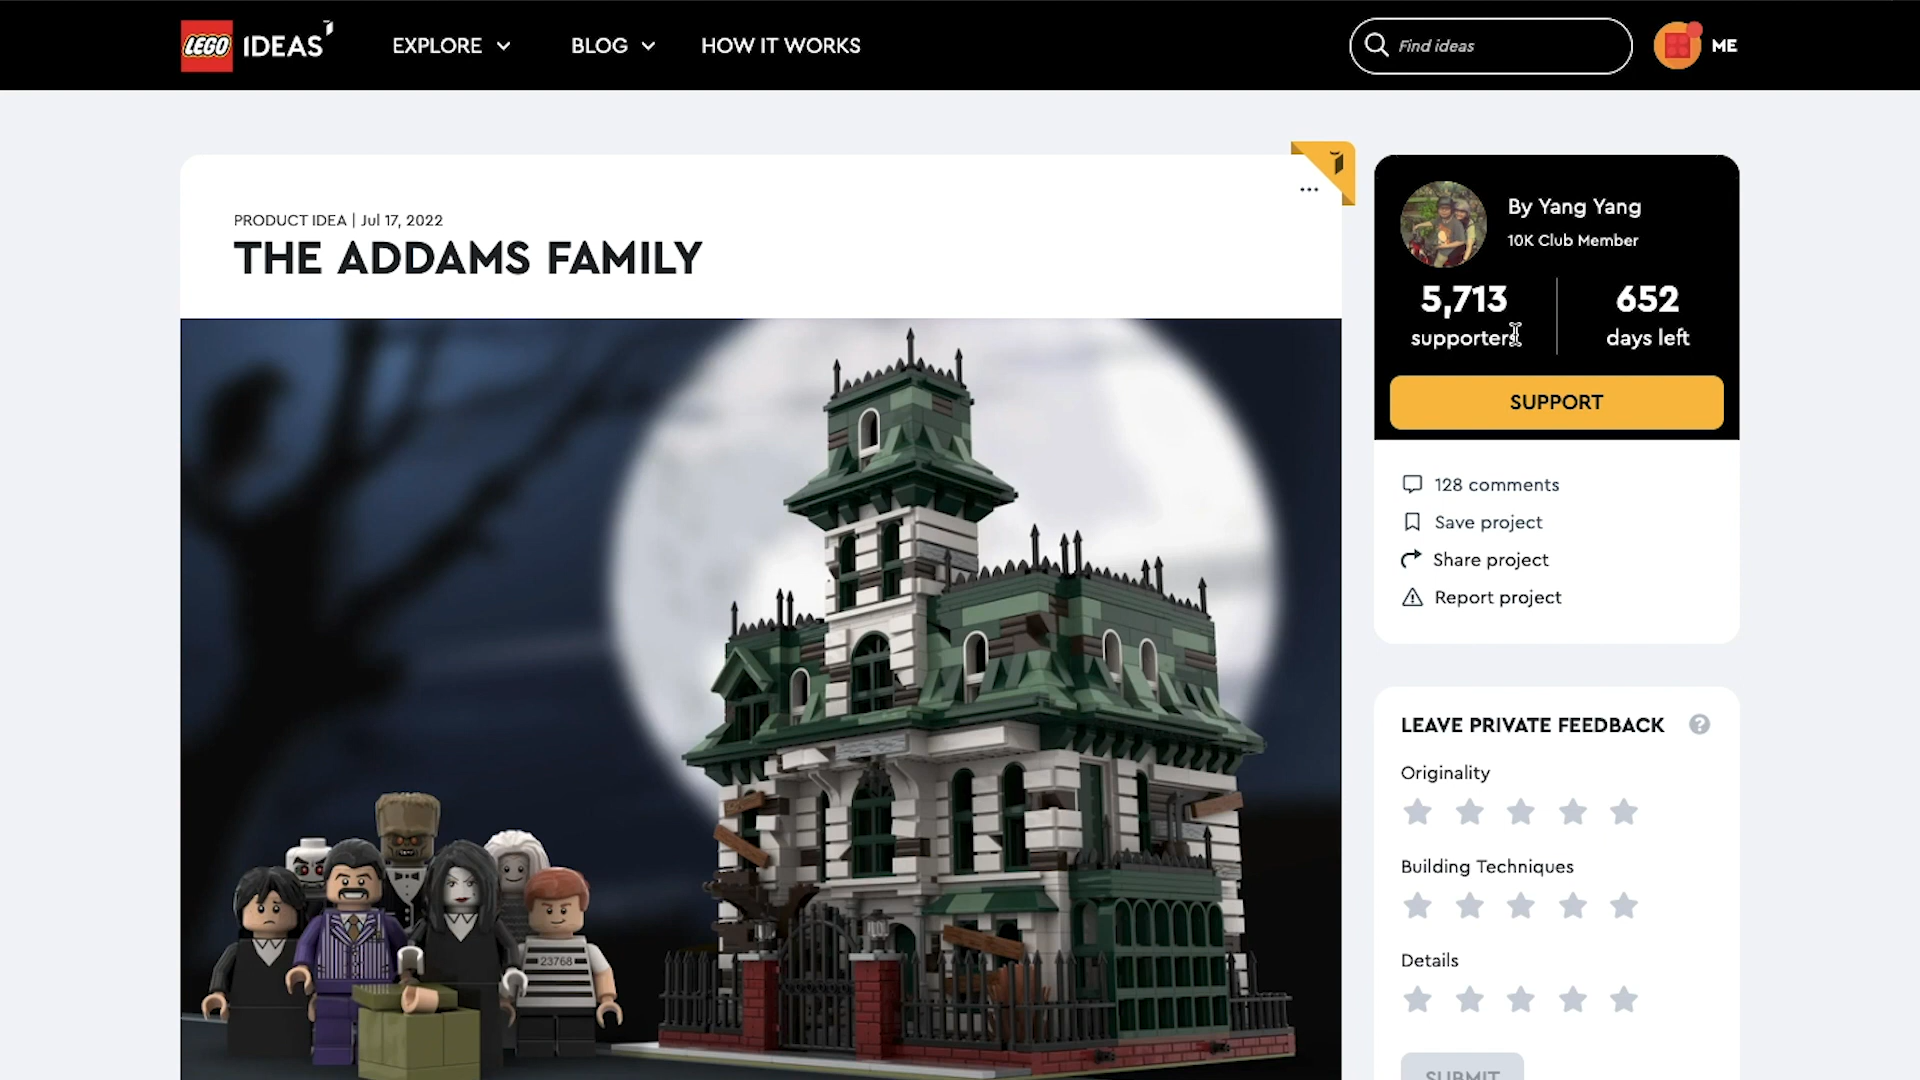 LEGO IDEAS
EXPLORE
BLOG
HOW IT WORKS
Find ideas
ME
PRODUCT IDEA | Jul 17, 2022
THE ADDAMS FAMILY
23768
By Yang Yang
10K Club Member
5,713
supporters
652
days left
SUPPORT
128 comments
Save project
Share project
Report project
LEAVE PRIVATE FEEDBACK ?
Originality
Building Techniques
Details
SUBMIT